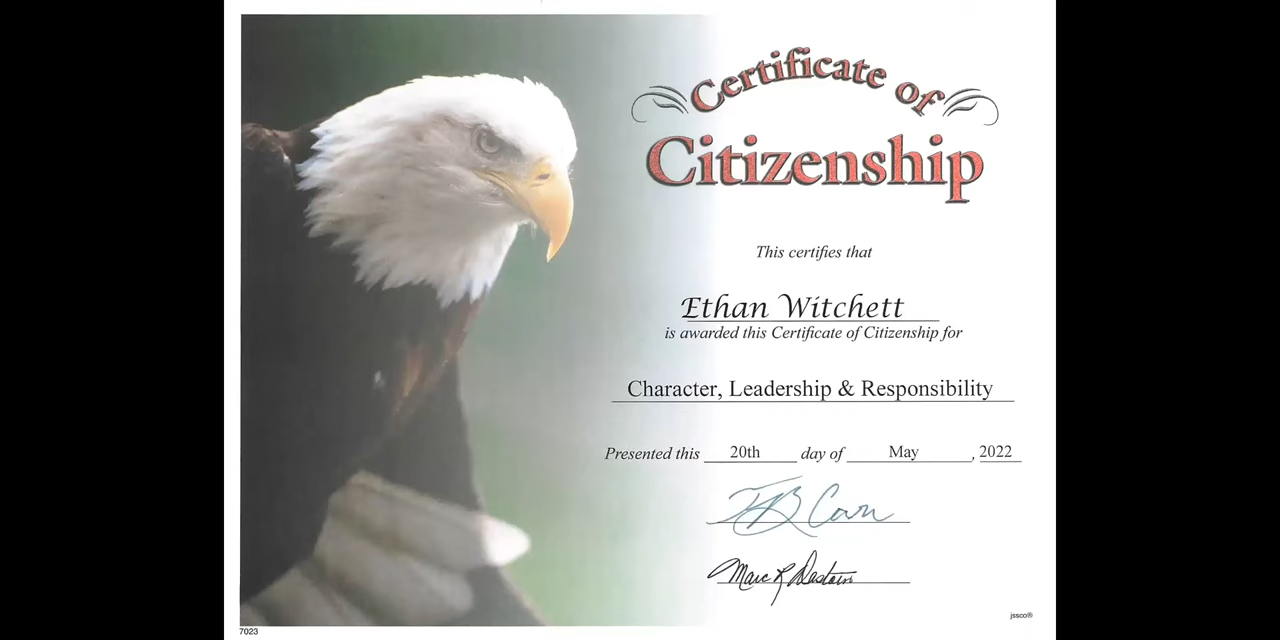 Certificate of
Citizenship
This certifies that
Ethan Witchett
is awarded this Certificate of Citizenship for
Character, Leadership & Responsibility
Presented this 20th day of May, 2022
Marc R
7023
jssco®